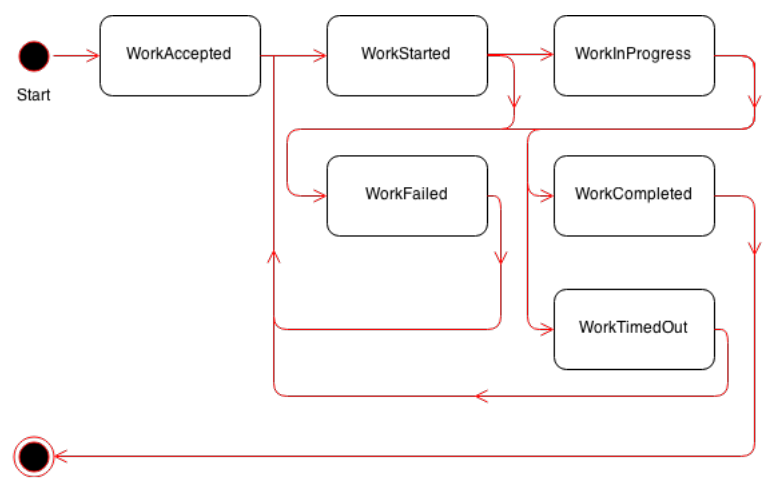 WorkAccepted
WorkStarted
WorkInProgress
Start
WorkFailed
WorkCompleted
WorkTimedOut